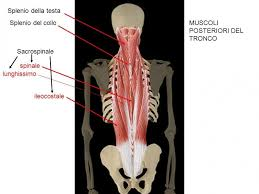 Splenio della testa
Splenio del collo
Sacrospinale
spinale
lunghissimo
ileocostale
MUSCOLI
POSTERIORI DEL
TRONCO